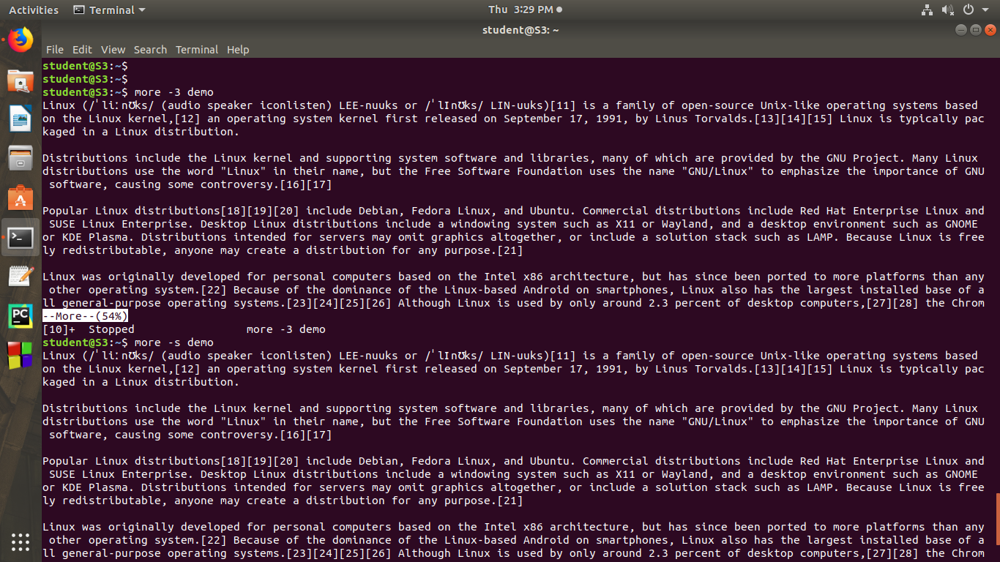 Activities Terminal Thu 3:29 PM
student@S3: ~
File Edit View Search Terminal Help
student@S3:~$
student@S3:~$
student@S3:~$ more -3 demo
Linux (/ˈliːnʊks/ (audio speaker iconlisten) LEE-nuuks or /ˈlɪnʊks/ LIN-uuks)[11] is a family of open-source Unix-like operating systems based
on the Linux kernel,[12] an operating system kernel first released on September 17, 1991, by Linus Torvalds.[13][14][15] Linux is typically pac
kaged in a Linux distribution.
Distributions include the Linux kernel and supporting system software and libraries, many of which are provided by the GNU Project. Many Linux
distributions use the word "Linux" in their name, but the Free Software Foundation uses the name "GNU/Linux" to emphasize the importance of GNU
software, causing some controversy.[16][17]
Popular Linux distributions[18][19][20] include Debian, Fedora Linux, and Ubuntu. Commercial distributions include Red Hat Enterprise Linux and
SUSE Linux Enterprise. Desktop Linux distributions include a windowing system such as X11 or Wayland, and a desktop environment such as GNOME
or KDE Plasma. Distributions intended for servers may omit graphics altogether, or include a solution stack such as LAMP. Because Linux is free
ly redistributable, anyone may create a distribution for any purpose.[21]
Linux was originally developed for personal computers based on the Intel x86 architecture, but has since been ported to more platforms than any
other operating system.[22] Because of the dominance of the Linux-based Android on smartphones, Linux also has the largest installed base of a
ll general-purpose operating systems.[23][24][25][26] Although Linux is used by only around 2.3 percent of desktop computers,[27][28] the Chrom
--More--(54%)
[10]+ Stopped more -3 demo
student@S3:~$ more -s demo
Linux (/ˈliːnʊks/ (audio speaker iconlisten) LEE-nuuks or /ˈlɪnʊks/ LIN-uuks)[11] is a family of open-source Unix-like operating systems based
on the Linux kernel,[12] an operating system kernel first released on September 17, 1991, by Linus Torvalds.[13][14][15] Linux is typically pac
kaged in a Linux distribution.
Distributions include the Linux kernel and supporting system software and libraries, many of which are provided by the GNU Project. Many Linux
distributions use the word "Linux" in their name, but the Free Software Foundation uses the name "GNU/Linux" to emphasize the importance of GNU
software, causing some controversy.[16][17]
Popular Linux distributions[18][19][20] include Debian, Fedora Linux, and Ubuntu. Commercial distributions include Red Hat Enterprise Linux and
SUSE Linux Enterprise. Desktop Linux distributions include a windowing system such as X11 or Wayland, and a desktop environment such as GNOME
or KDE Plasma. Distributions intended for servers may omit graphics altogether, or include a solution stack such as LAMP. Because Linux is free
ly redistributable, anyone may create a distribution for any purpose.[21]
Linux was originally developed for personal computers based on the Intel x86 architecture, but has since been ported to more platforms than any
other operating system.[22] Because of the dominance of the Linux-based Android on smartphones, Linux also has the largest installed base of a
ll general-purpose operating systems.[23][24][25][26] Although Linux is used by only around 2.3 percent of desktop computers,[27][28] the Chrom
PC